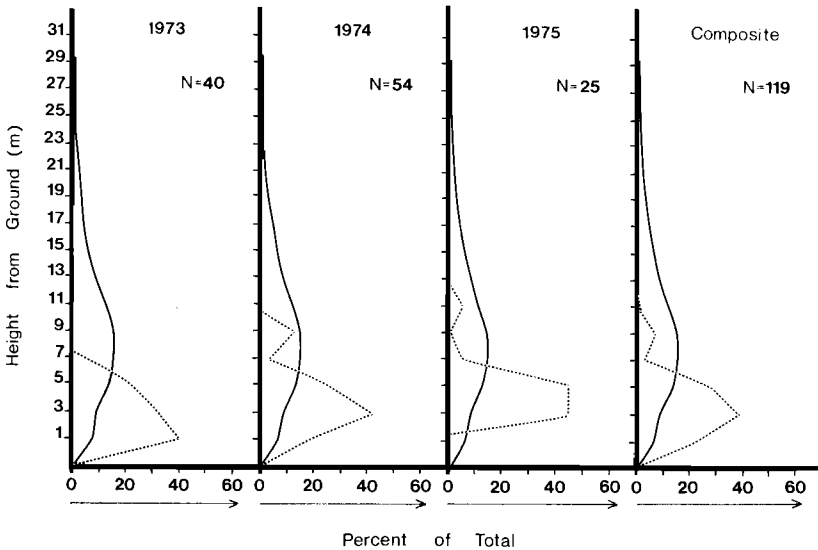 1973
1974
1975
Composite
N=40
N=54
N=25
N=119
Height from Ground (m)
31
29
27
25
23
21
19
17
15
13
11
9
7
5
3
1
0 20 40 60
0 20 40 60
0 20 40 60
0 20 40 60
Percent of Total